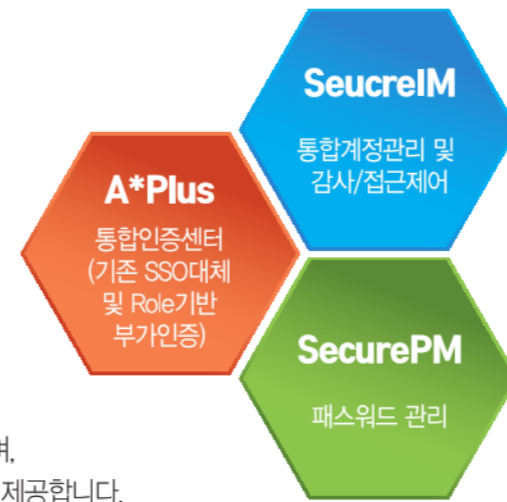 SeucreIM
통합계정관리 및
감사/접근제어
A*Plus
통합인증센터
(기존 SSO대체
및 Role기반
부가인증)
SecurePM
패스워드 관리
며,
제공합니다.